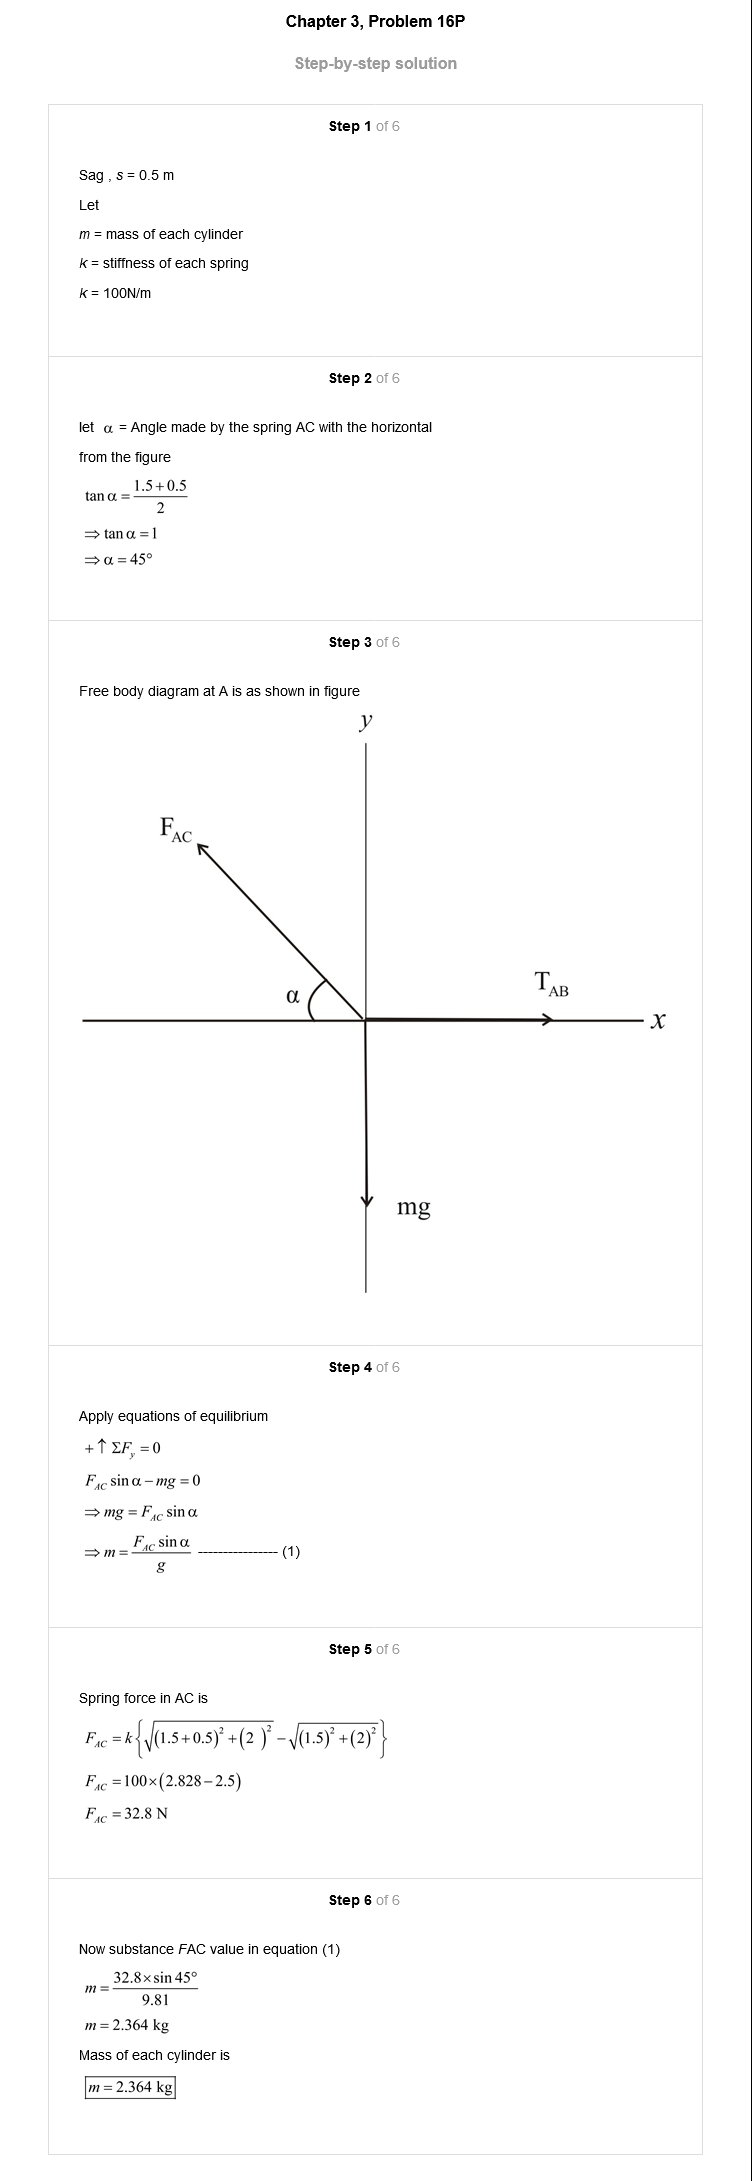 Chapter 3, Problem 16P
Step-by-step solution
Step 1 of 6
Sag , s = 0.5 m
Let
m = mass of each cylinder
k = stiffness of each spring
k = 100N/m
Step 2 of 6
let α = Angle made by the spring AC with the horizontal
from the figure
tan α = (1.5+0.5)/2
⇒ tan α = 1
⇒ α = 45°
Step 3 of 6
Free body diagram at A is as shown in figure
y
F_AC
α
T_AB
x
mg
Step 4 of 6
Apply equations of equilibrium
+↑ ΣF_y = 0
F_AC sin α − mg = 0
⇒ mg = F_AC sin α
⇒ m = (F_AC sin α)/g ---------------- (1)
Step 5 of 6
Spring force in AC is
F_AC = k{√((1.5+0.5)²+(2 )²) − √((1.5)²+(2)²)}
F_AC = 100×(2.828−2.5)
F_AC = 32.8 N
Step 6 of 6
Now substance FAC value in equation (1)
m = (32.8×sin 45°)/9.81
m = 2.364 kg
Mass of each cylinder is
m = 2.364 kg